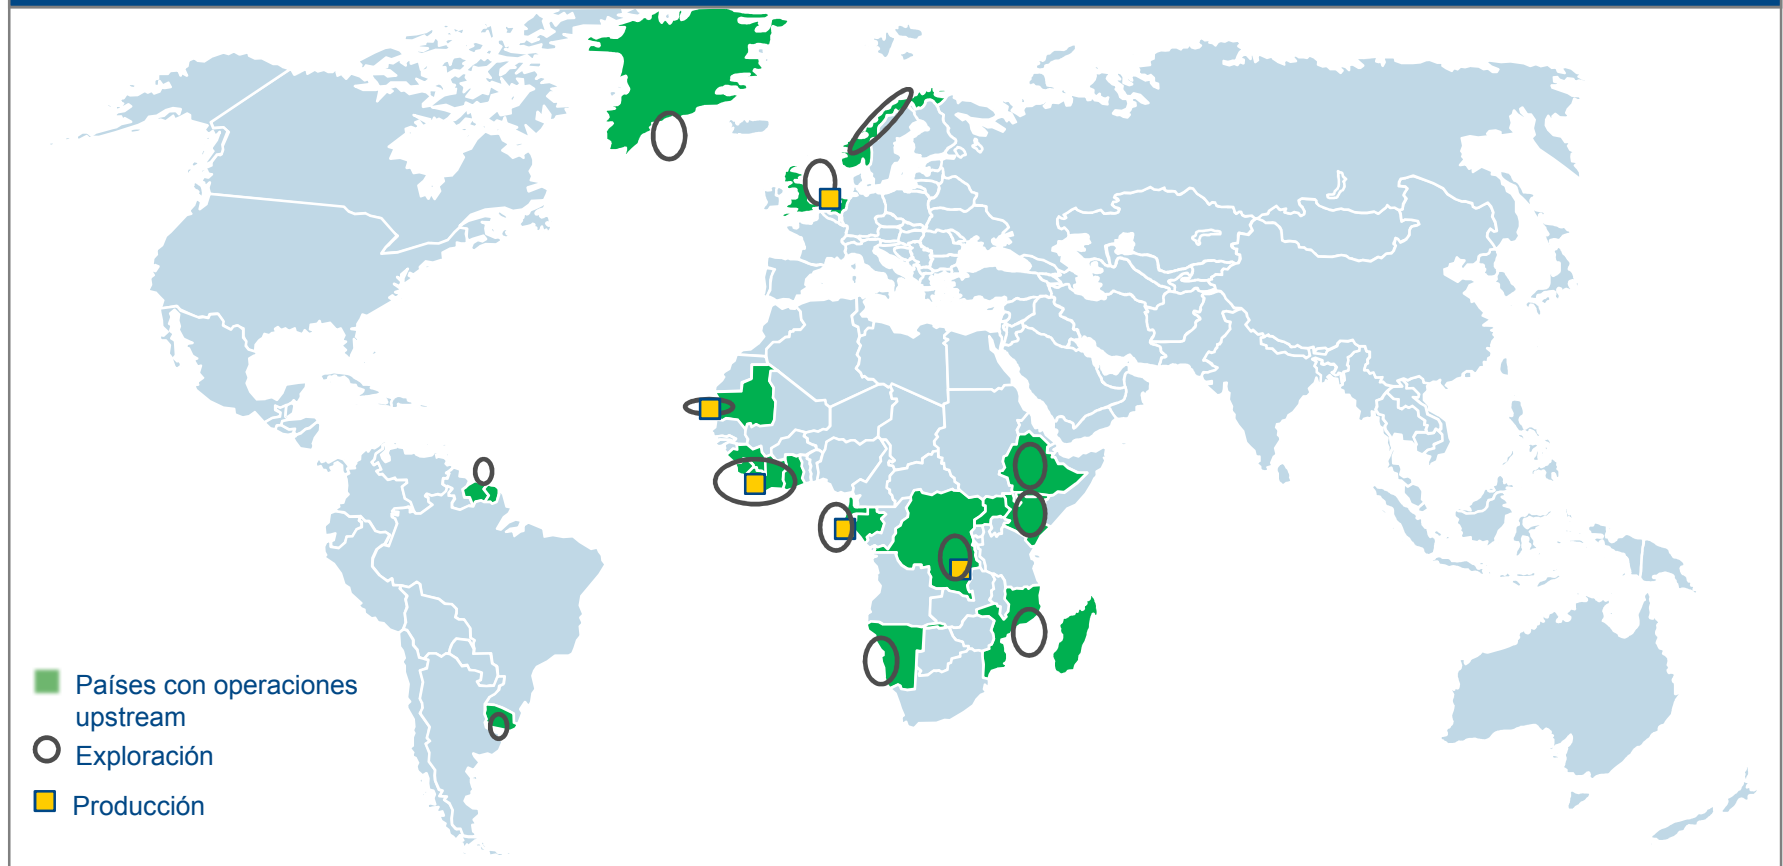 Países con operaciones
upstream
Exploración
Producción